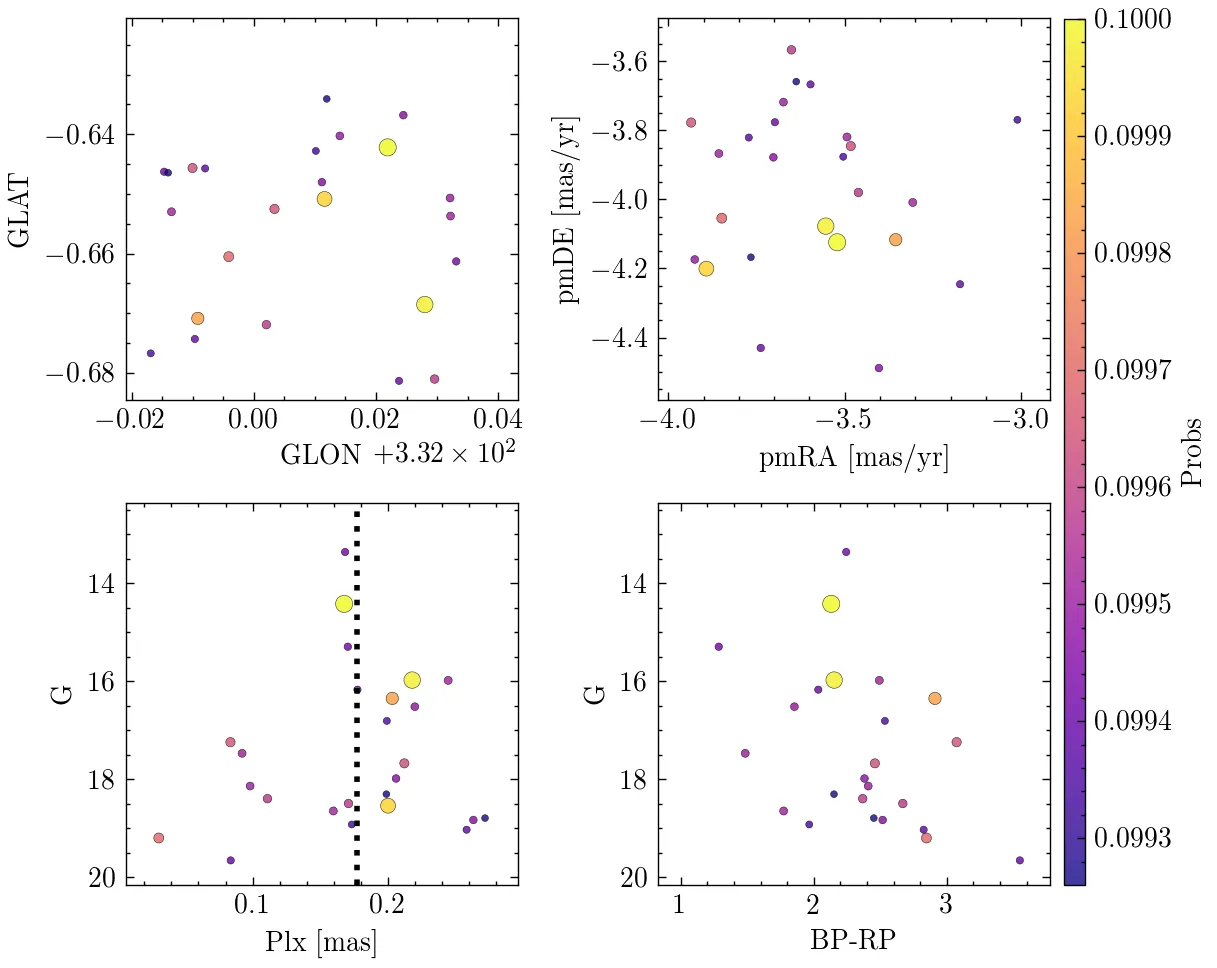 −0.64
−0.66
−0.68
GLAT
−0.02 0.00 0.02 0.04
GLON +3.32 × 10²
−3.6
−3.8
−4.0
−4.2
−4.4
pmDE [mas/yr]
−4.0 −3.5 −3.0
pmRA [mas/yr]
14
16
18
20
G
0.1 0.2
Plx [mas]
14
16
18
20
G
1 2 3
BP-RP
0.1000
0.0999
0.0998
0.0997
0.0996
0.0995
0.0994
0.0993
Probs